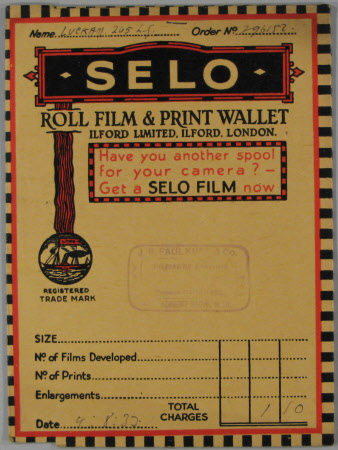 Name
Order No
SELO
ROLL FILM & PRINT WALLET
ILFORD LIMITED, ILFORD, LONDON.
Have you another spool
for your camera? –
Get a SELO FILM now
REGISTERED
TRADE MARK
SIZE
No of Films Developed
No of Prints
Enlargements
TOTAL
CHARGES 1 10
Date